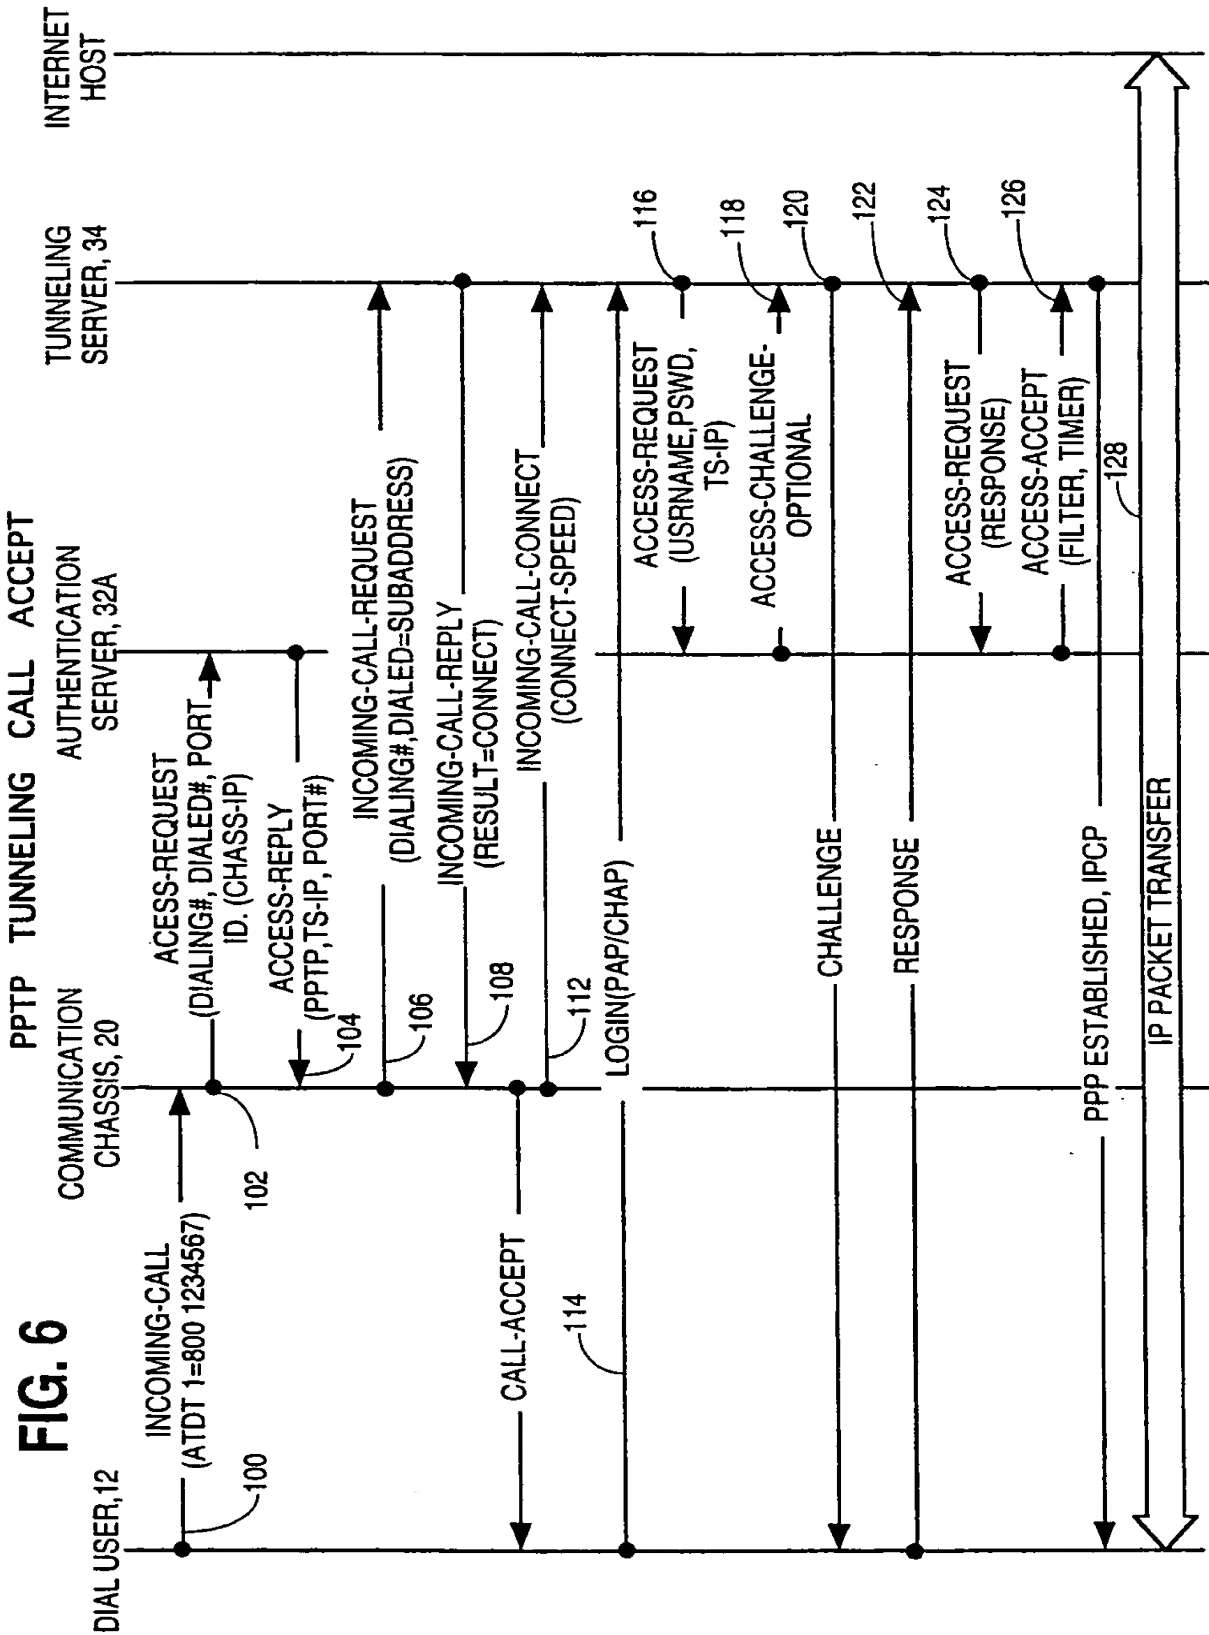 FIG. 6
PPTP TUNNELING CALL ACCEPT
DIAL USER,12
COMMUNICATION
CHASSIS, 20
AUTHENTICATION
SERVER, 32A
TUNNELING
SERVER, 34
INTERNET
HOST
INCOMING-CALL
(ATDT 1=800 1234567)
100
102
ACESS-REQUEST
(DIALING#, DIALED#, PORT
ID. (CHASS-IP)
ACCESS-REPLY
(PPTP,TS-IP, PORT#)
104
INCOMING-CALL-REQUEST
(DIALING#,DIALED=SUBADDRESS)
106
INCOMING-CALL-REPLY
(RESULT=CONNECT)
108
CALL-ACCEPT
INCOMING-CALL-CONNECT
(CONNECT-SPEED)
112
LOGIN(PAP/CHAP)
114
ACCESS-REQUEST
(USRNAME,PSWD,
TS-IP)
116
ACCESS-CHALLENGE-
OPTIONAL
118
CHALLENGE
120
RESPONSE
122
ACCESS-REQUEST
(RESPONSE)
124
ACCESS-ACCEPT
(FILTER, TIMER)
126
PPP ESTABLISHED, IPCP
128
IP PACKET TRANSFER